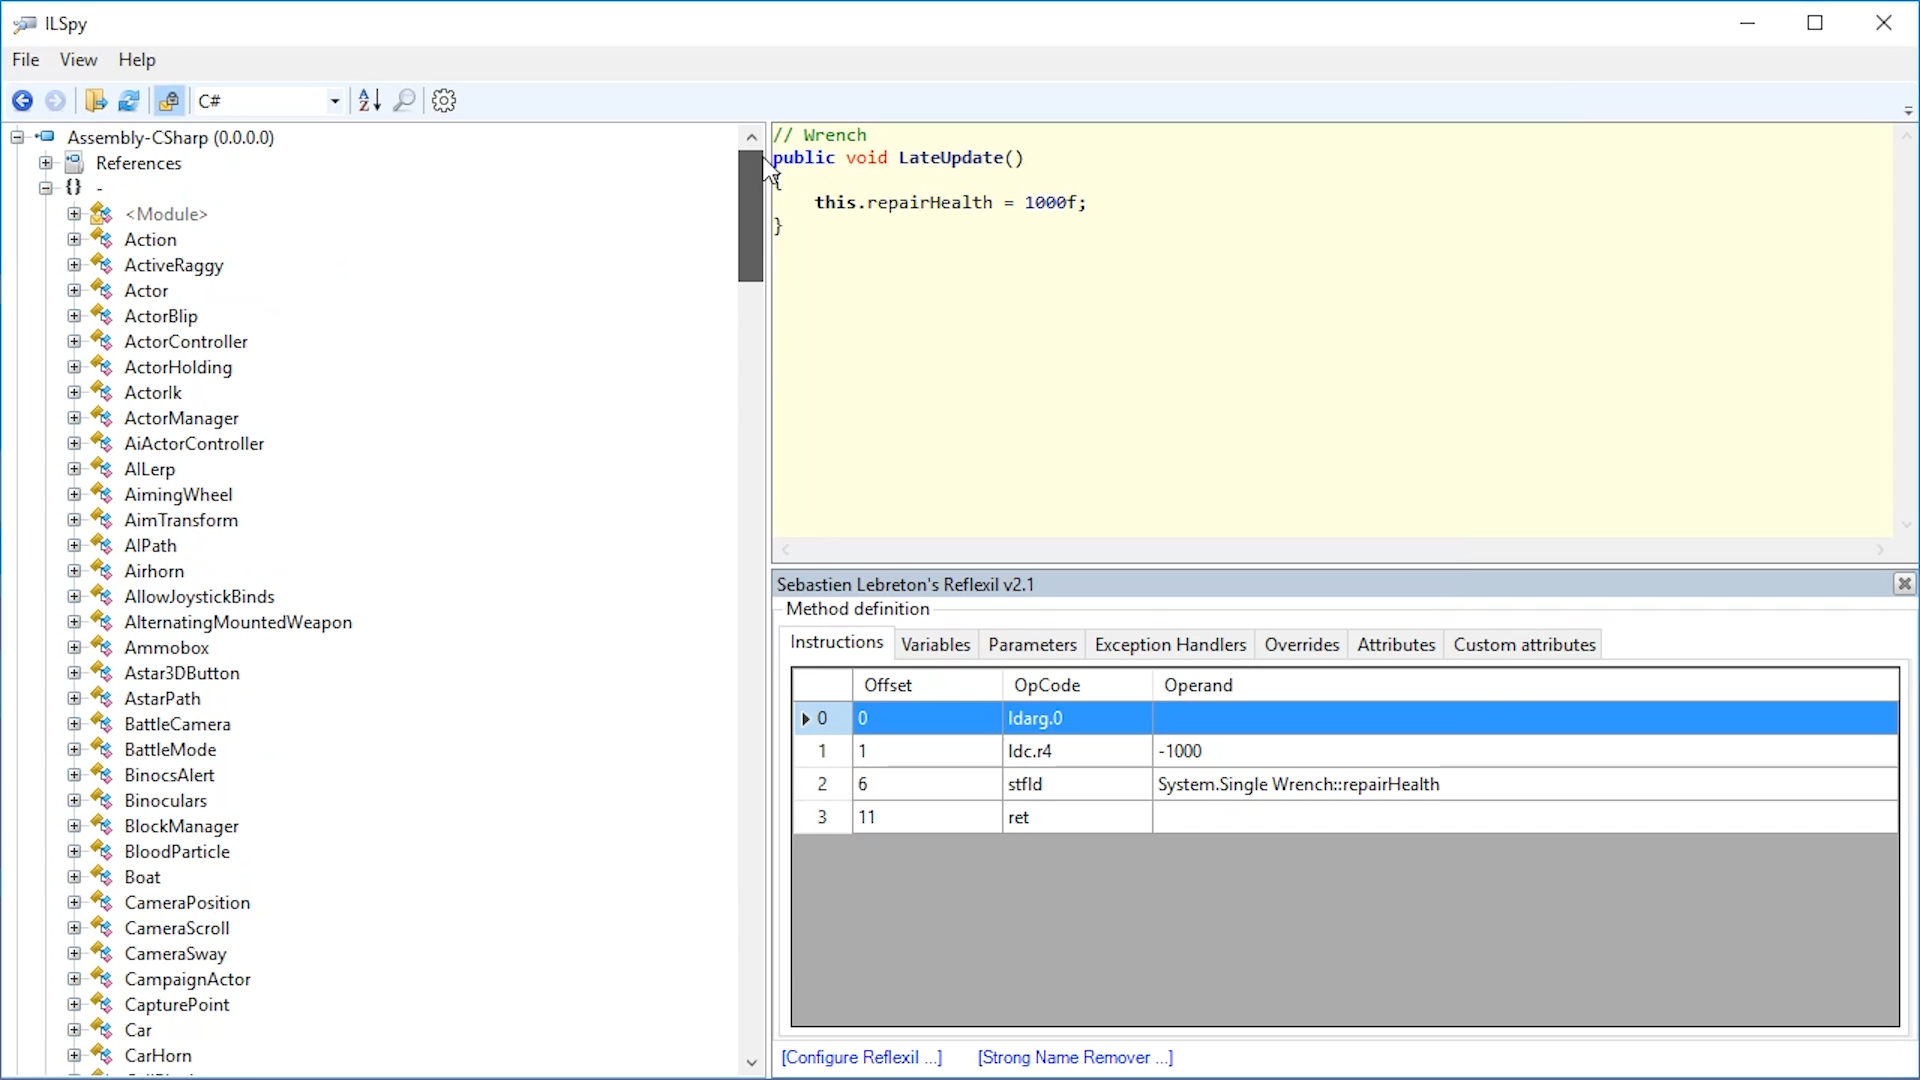 ILSpy
File View Help
C#
Assembly-CSharp (0.0.0.0)
References
{} -
<Module>
Action
ActiveRaggy
Actor
ActorBlip
ActorController
ActorHolding
ActorIk
ActorManager
AiActorController
AILerp
AimingWheel
AimTransform
AIPath
Airhorn
AllowJoystickBinds
AlternatingMountedWeapon
Ammobox
Astar3DButton
AstarPath
BattleCamera
BattleMode
BinocsAlert
Binoculars
BlockManager
BloodParticle
Boat
CameraPosition
CameraScroll
CameraSway
CampaignActor
CapturePoint
Car
CarHorn
// Wrench
public void LateUpdate()
{
this.repairHealth = 1000f;
}
Sebastien Lebreton's Reflexil v2.1
Method definition
Instructions Variables Parameters Exception Handlers Overrides Attributes Custom attributes
Offset OpCode Operand
0 0 ldarg.0
1 1 ldc.r4 -1000
2 6 stfld System.Single Wrench::repairHealth
3 11 ret
[Configure Reflexil ...] [Strong Name Remover ...]